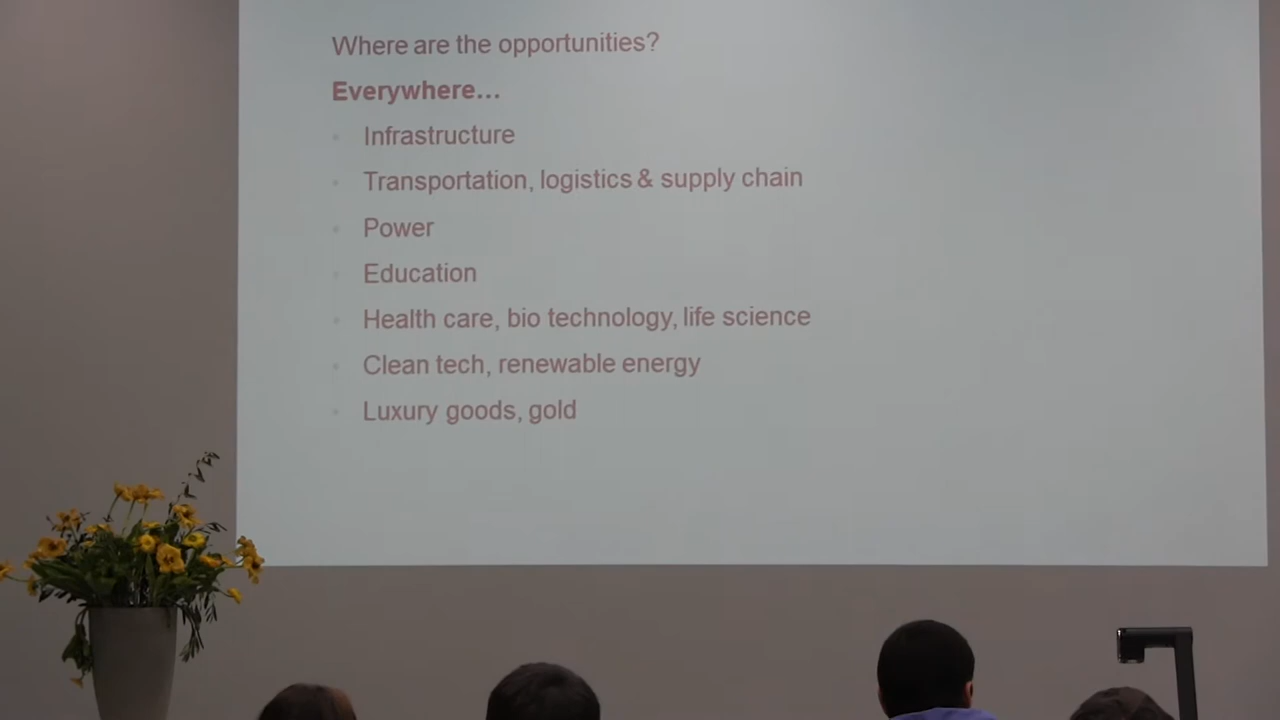 Where are the opportunities?
Everywhere…
• Infrastructure
• Transportation, logistics & supply chain
• Power
• Education
• Health care, bio technology, life science
• Clean tech, renewable energy
• Luxury goods, gold